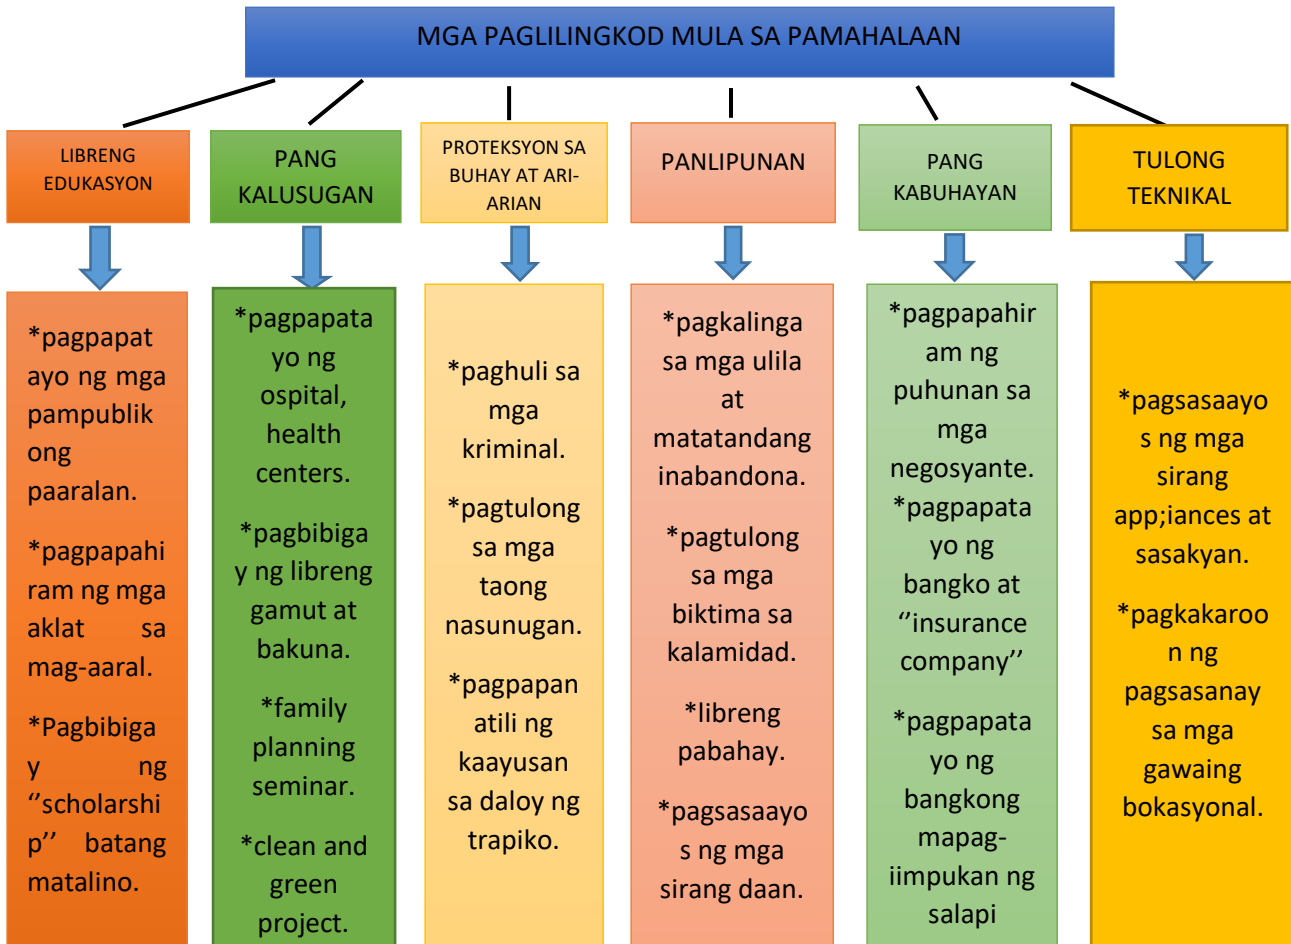 MGA PAGLILINGKOD MULA SA PAMAHALAAN
LIBRENG
EDUKASYON
PANG
KALUSUGAN
PROTEKSYON SA
BUHAY AT ARI-
ARIAN
PANLIPUNAN
PANG
KABUHAYAN
TULONG
TEKNIKAL
*pagpapat
ayo ng mga
pampublik
ong
paaralan.
*pagpapahi
ram ng mga
aklat sa
mag-aaral.
*Pagbibiga
y ng
‘’scholarshi
p’’ batang
matalino.
*pagpapata
yo ng
ospital,
health
centers.
*pagbibiga
y ng libreng
gamut at
bakuna.
*family
planning
seminar.
*clean and
green
project.
*paghuli sa
mga
kriminal.
*pagtulong
sa mga
taong
nasunugan.
*pagpapan
atili ng
kaayusan
sa daloy ng
trapiko.
*pagkalinga
sa mga ulila
at
matatandang
inabandona.
*pagtulong
sa mga
biktima sa
kalamidad.
*libreng
pabahay.
*pagsasaayo
s ng mga
sirang daan.
*pagpapahir
am ng
puhunan sa
mga
negosyante.
*pagpapata
yo ng
bangko at
‘’insurance
company’’
*pagpapata
yo ng
bangkong
mapag-
iimpukan ng
salapi
*pagsasaayo
s ng mga
sirang
app;iances at
sasakyan.
*pagkakaroo
n ng
pagsasanay
sa mga
gawaing
bokasyonal.